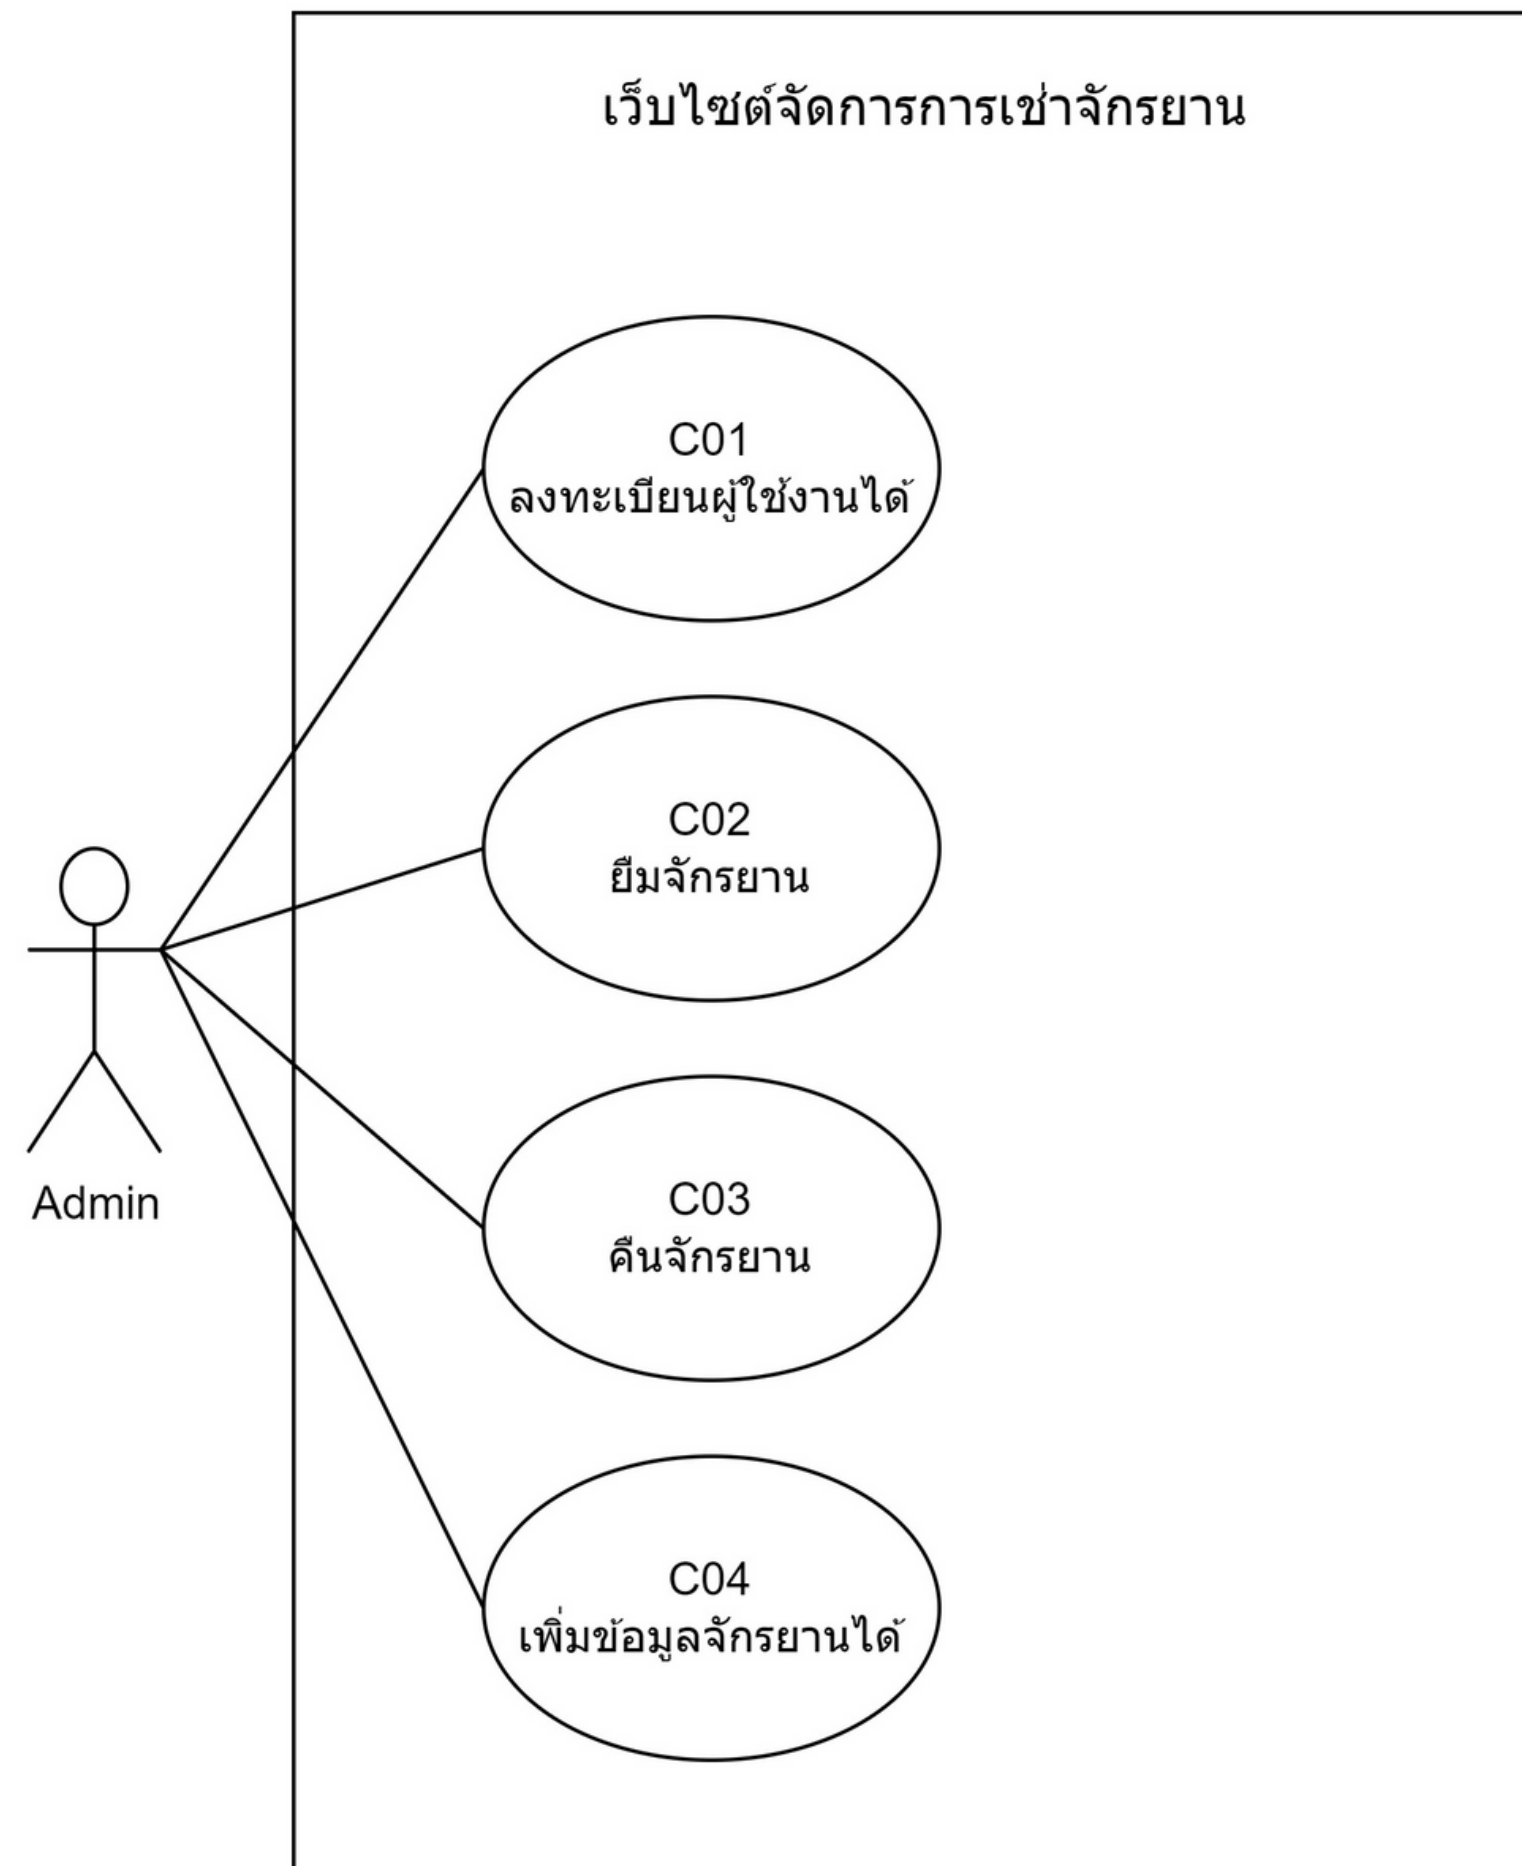 เว็บไซต์จัดการการเช่าจักรยาน
C01
ลงทะเบียนผู้ใช้งานได้
C02
ยืมจักรยาน
Admin
C03
คืนจักรยาน
C04
เพิ่มข้อมูลจักรยานได้